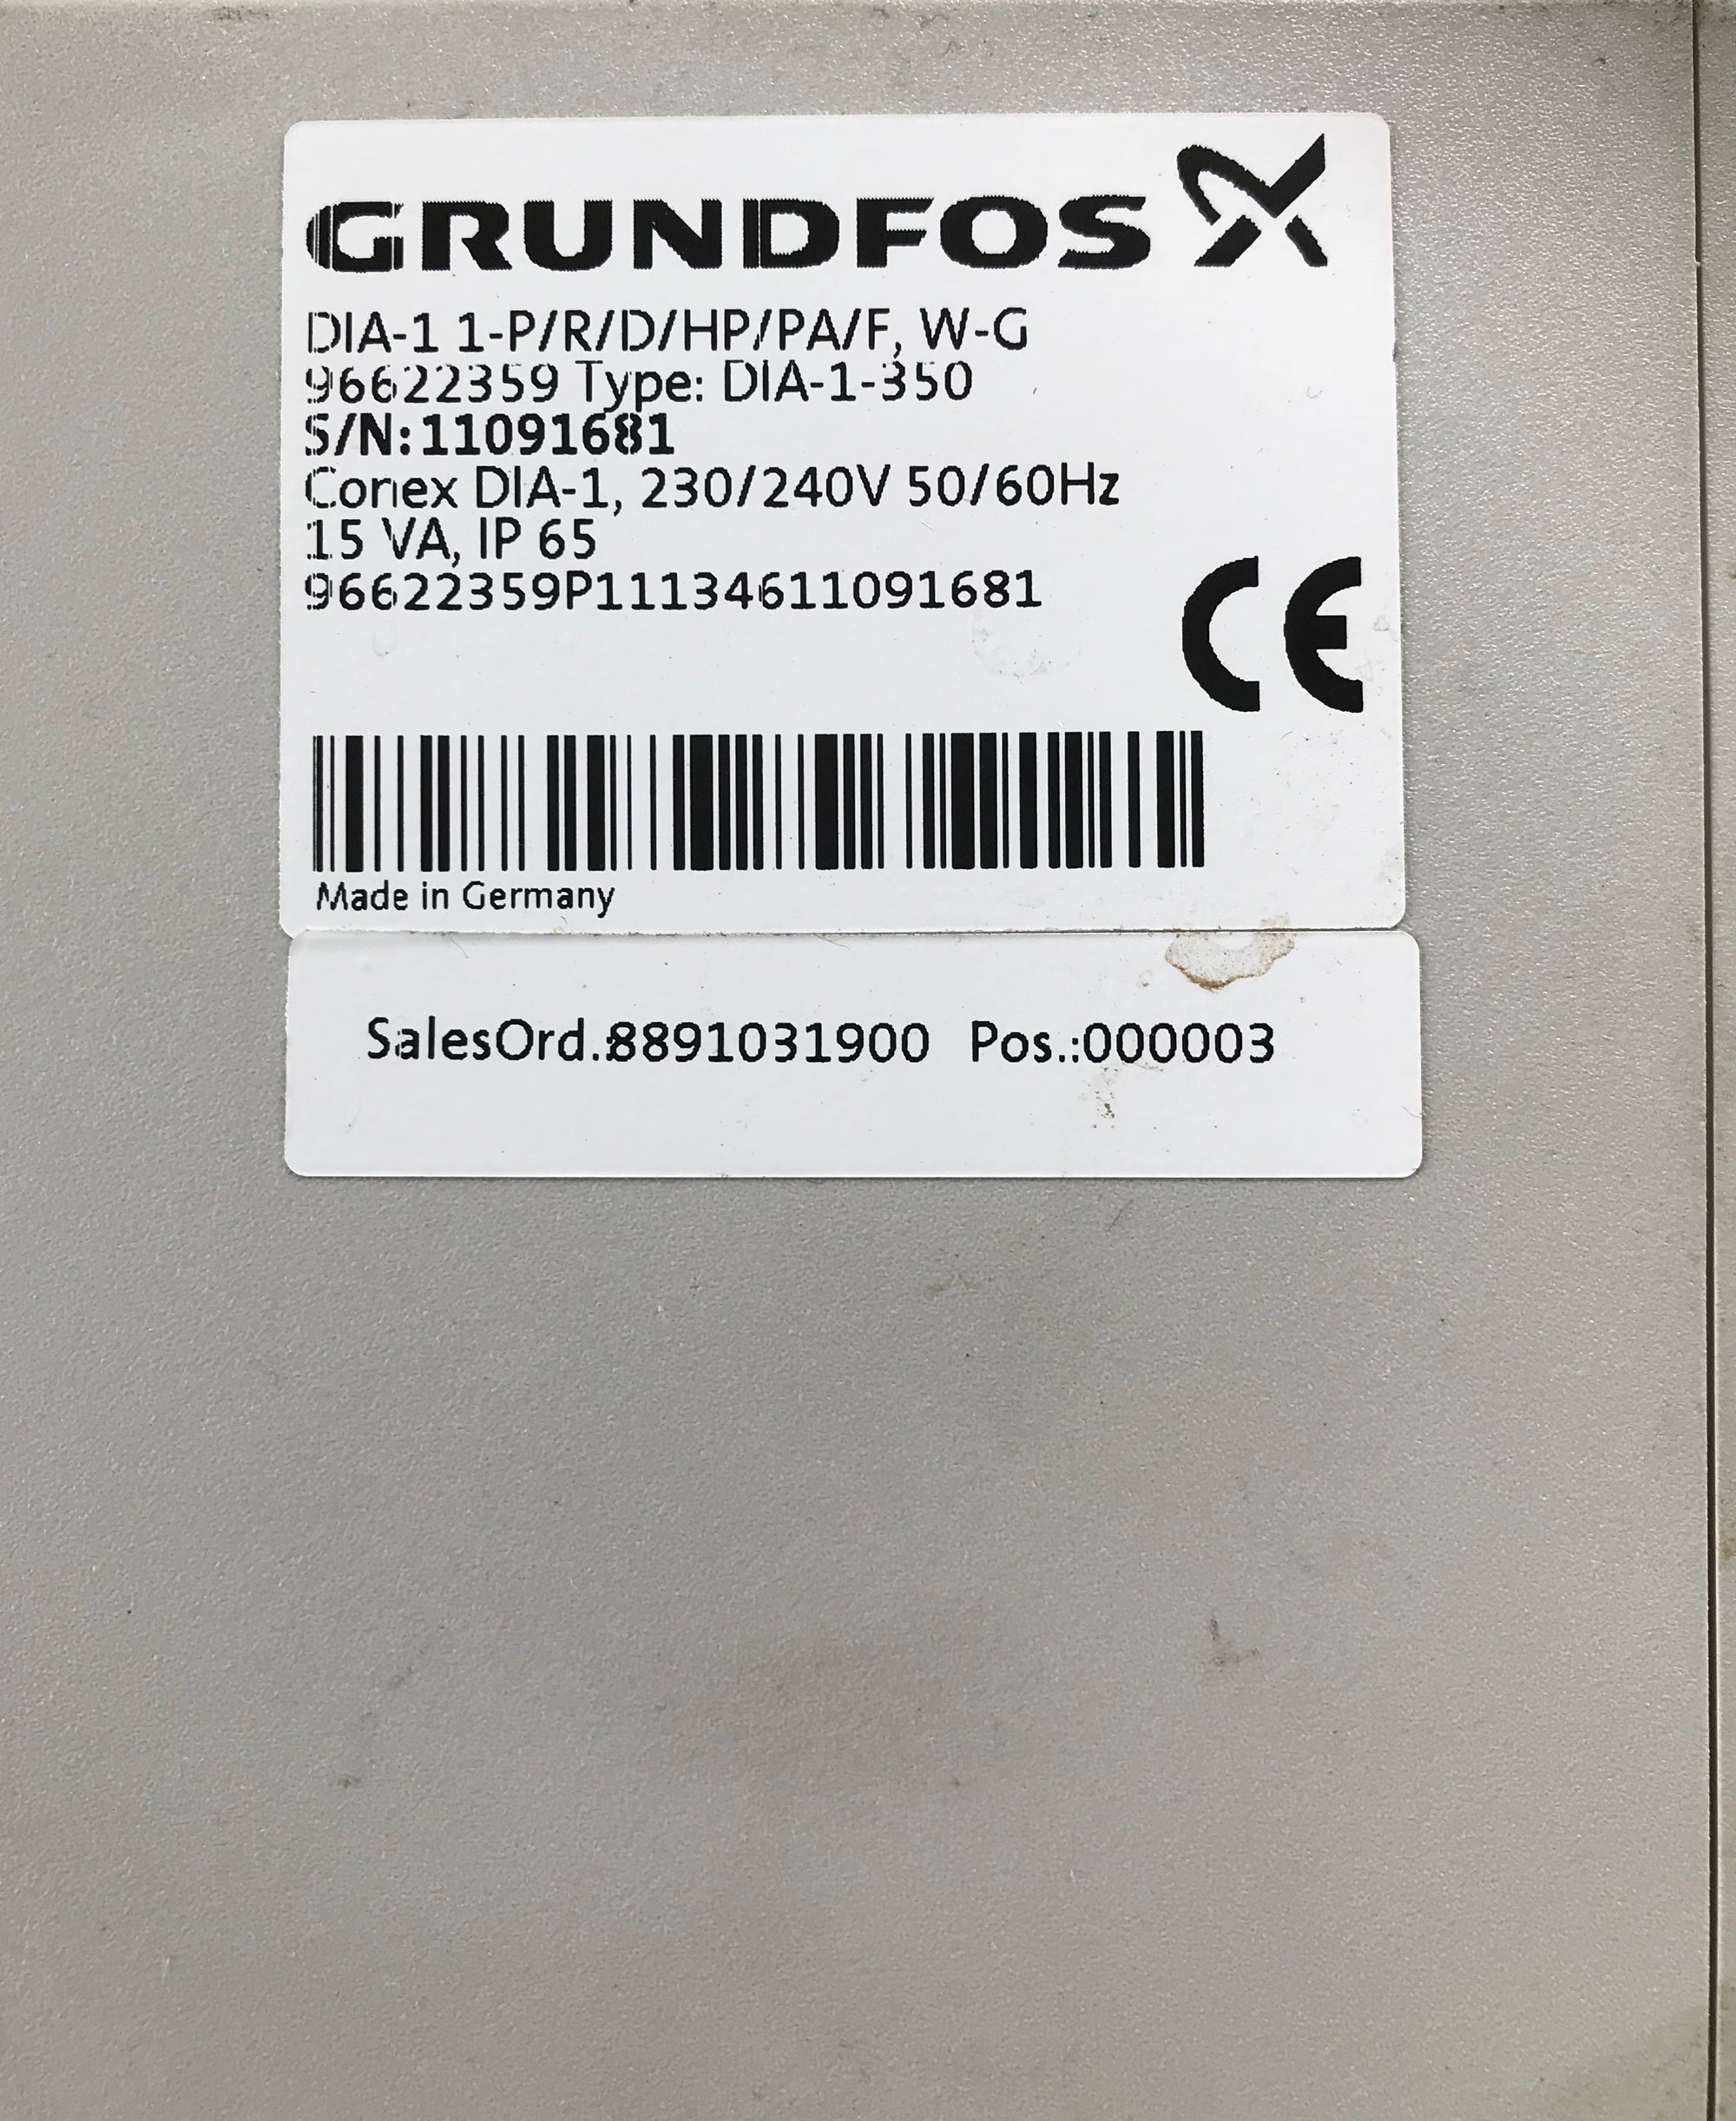 GRUNDFOS
DIA-1 1-P/R/D/HP/PA/F, W-G
96622359 Type: DIA-1-350
S/N:11091681
Conex DIA-1, 230/240V 50/60Hz
15 VA, IP 65
96622359P11134611091681
CE
Made in Germany
SalesOrd.:8891031900 Pos.:000003